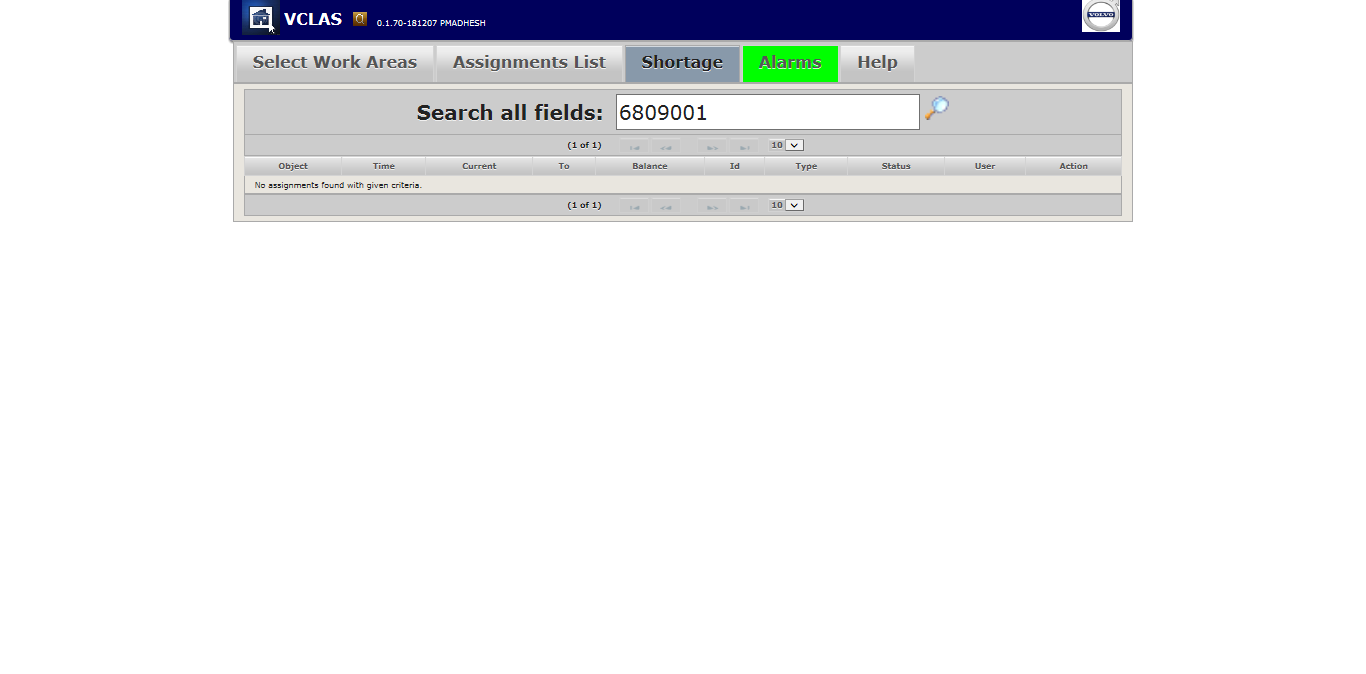 VCLAS 0.1.70-181207 PMADHESH
VOLVO
Select Work Areas Assignments List Shortage Alarms Help
Search all fields: 6809001
(1 of 1) 10
Object Time Current To Balance Id Type Status User Action
No assignments found with given criteria.
(1 of 1) 10